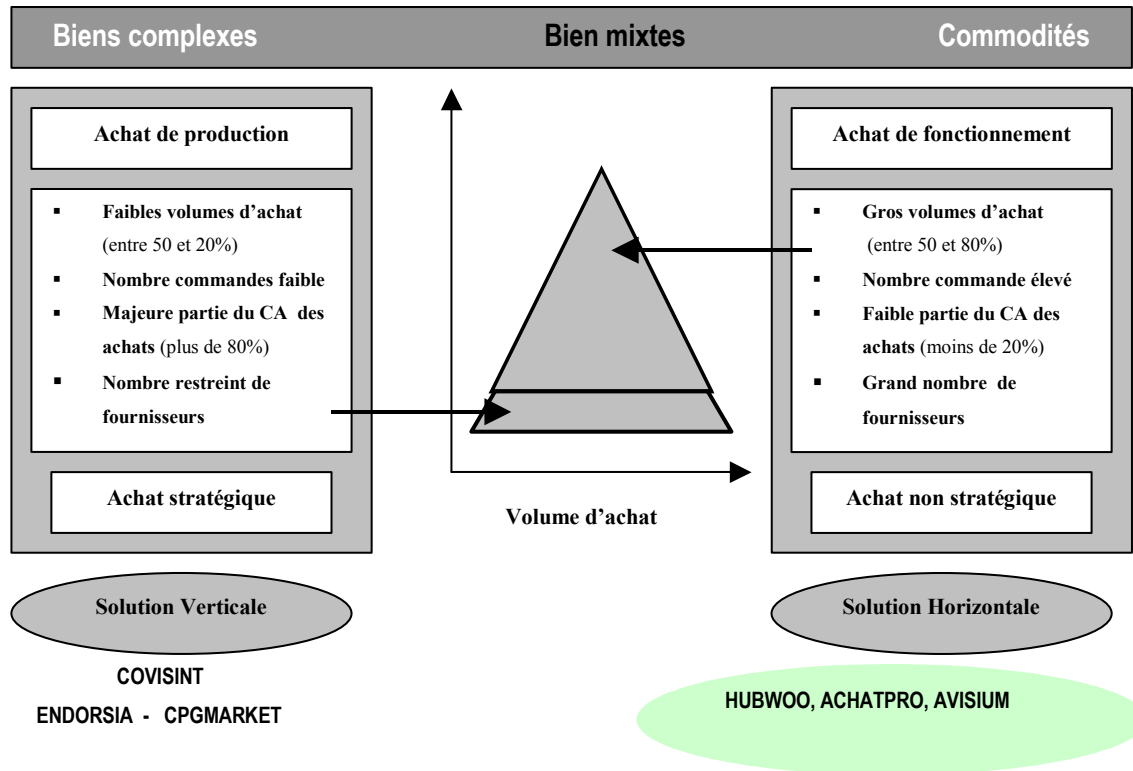 Biens complexes
Bien mixtes
Commodités
Achat de production
▪ Faibles volumes d’achat
(entre 50 et 20%)
▪ Nombre commandes faible
▪ Majeure partie du CA des
achats (plus de 80%)
▪ Nombre restreint de
fournisseurs
Achat stratégique
Volume d’achat
Achat de fonctionnement
▪ Gros volumes d’achat
(entre 50 et 80%)
▪ Nombre commande élevé
▪ Faible partie du CA des
achats (moins de 20%)
▪ Grand nombre de
fournisseurs
Achat non stratégique
Solution Verticale
Solution Horizontale
COVISINT
ENDORSIA - CPGMARKET
HUBWOO, ACHATPRO, AVISIUM